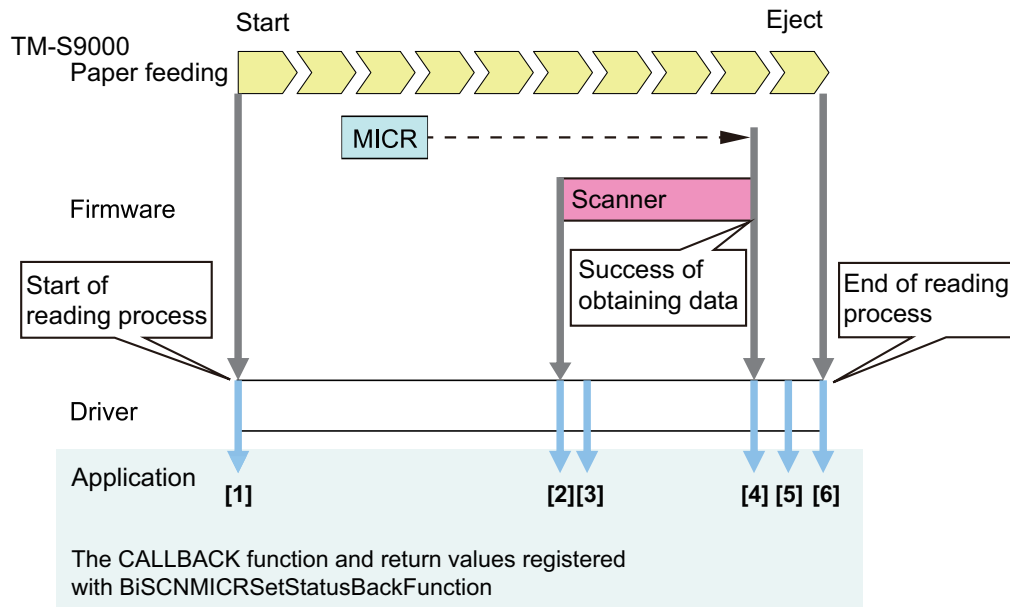 Start
Eject
TM-S9000
Paper feeding
MICR
Scanner
Firmware
Success of
obtaining data
Start of
reading process
End of reading
process
Driver
Application
[1]
[2]
[3]
[4]
[5]
[6]
The CALLBACK function and return values registered
with BiSCNMICRSetStatusBackFunction